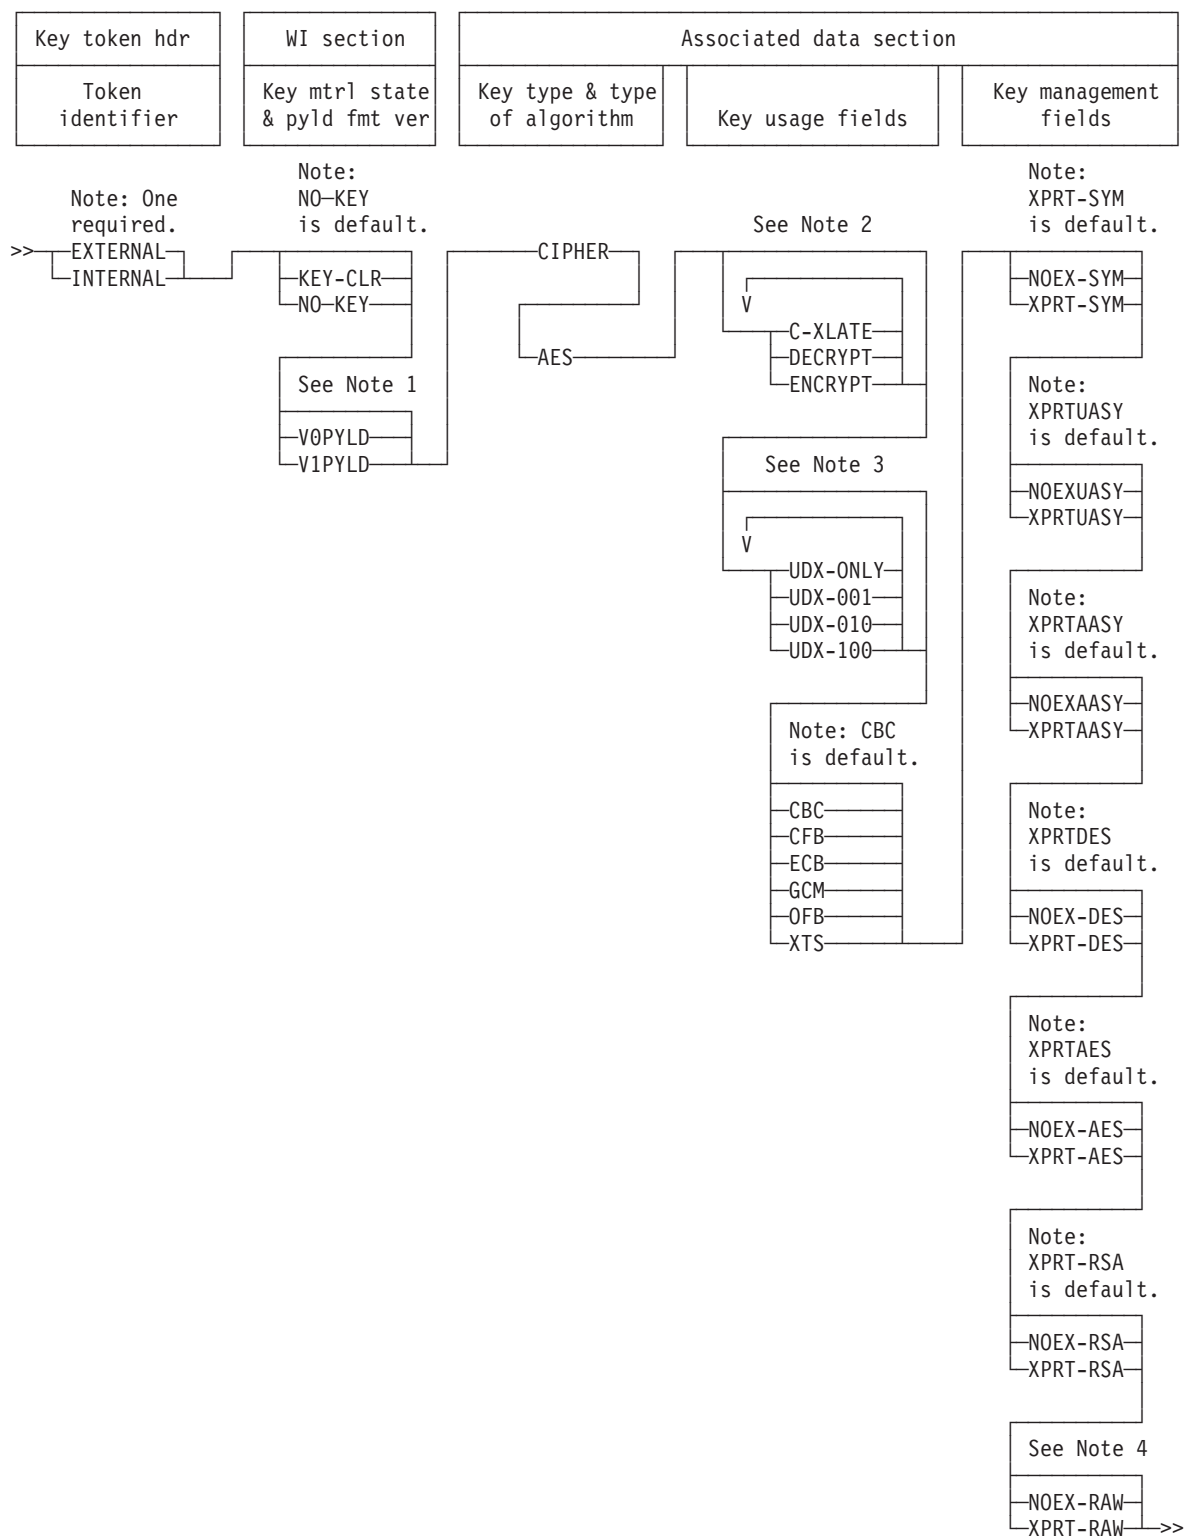 Key token hdr
WI section
Associated data section
Token
identifier
Key mtrl state
& pyld fmt ver
Key type & type
of algorithm
Key usage fields
Key management
fields
Note: One
required.
>>
EXTERNAL
INTERNAL
Note:
NO-KEY
is default.
KEY-CLR
NO-KEY
See Note 1
V0PYLD
V1PYLD
CIPHER
AES
See Note 2
V
C-XLATE
DECRYPT
ENCRYPT
See Note 3
V
UDX-ONLY
UDX-001
UDX-010
UDX-100
Note: CBC
is default.
CBC
CFB
ECB
GCM
OFB
XTS
Note:
XPRT-SYM
is default.
NOEX-SYM
XPRT-SYM
Note:
XPRTUASY
is default.
NOEXUASY
XPRTUASY
Note:
XPRTAASY
is default.
NOEXAASY
XPRTAASY
Note:
XPRTDES
is default.
NOEX-DES
XPRT-DES
Note:
XPRTAES
is default.
NOEX-AES
XPRT-AES
Note:
XPRT-RSA
is default.
NOEX-RSA
XPRT-RSA
See Note 4
NOEX-RAW
XPRT-RAW
>>